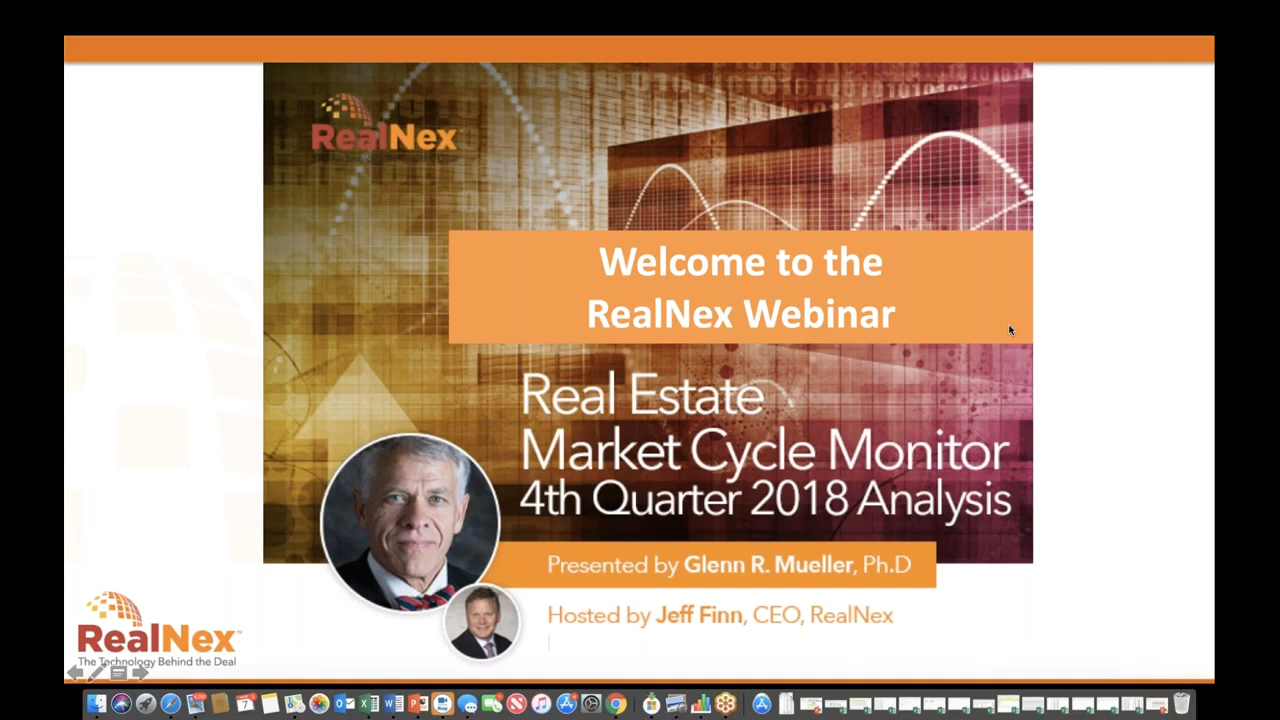 RealNex
Welcome to the
RealNex Webinar
Real Estate
Market Cycle Monitor
4th Quarter 2018 Analysis
Presented by Glenn R. Mueller, Ph.D
Hosted by Jeff Finn, CEO, RealNex
RealNex™
The Technology Behind the Deal